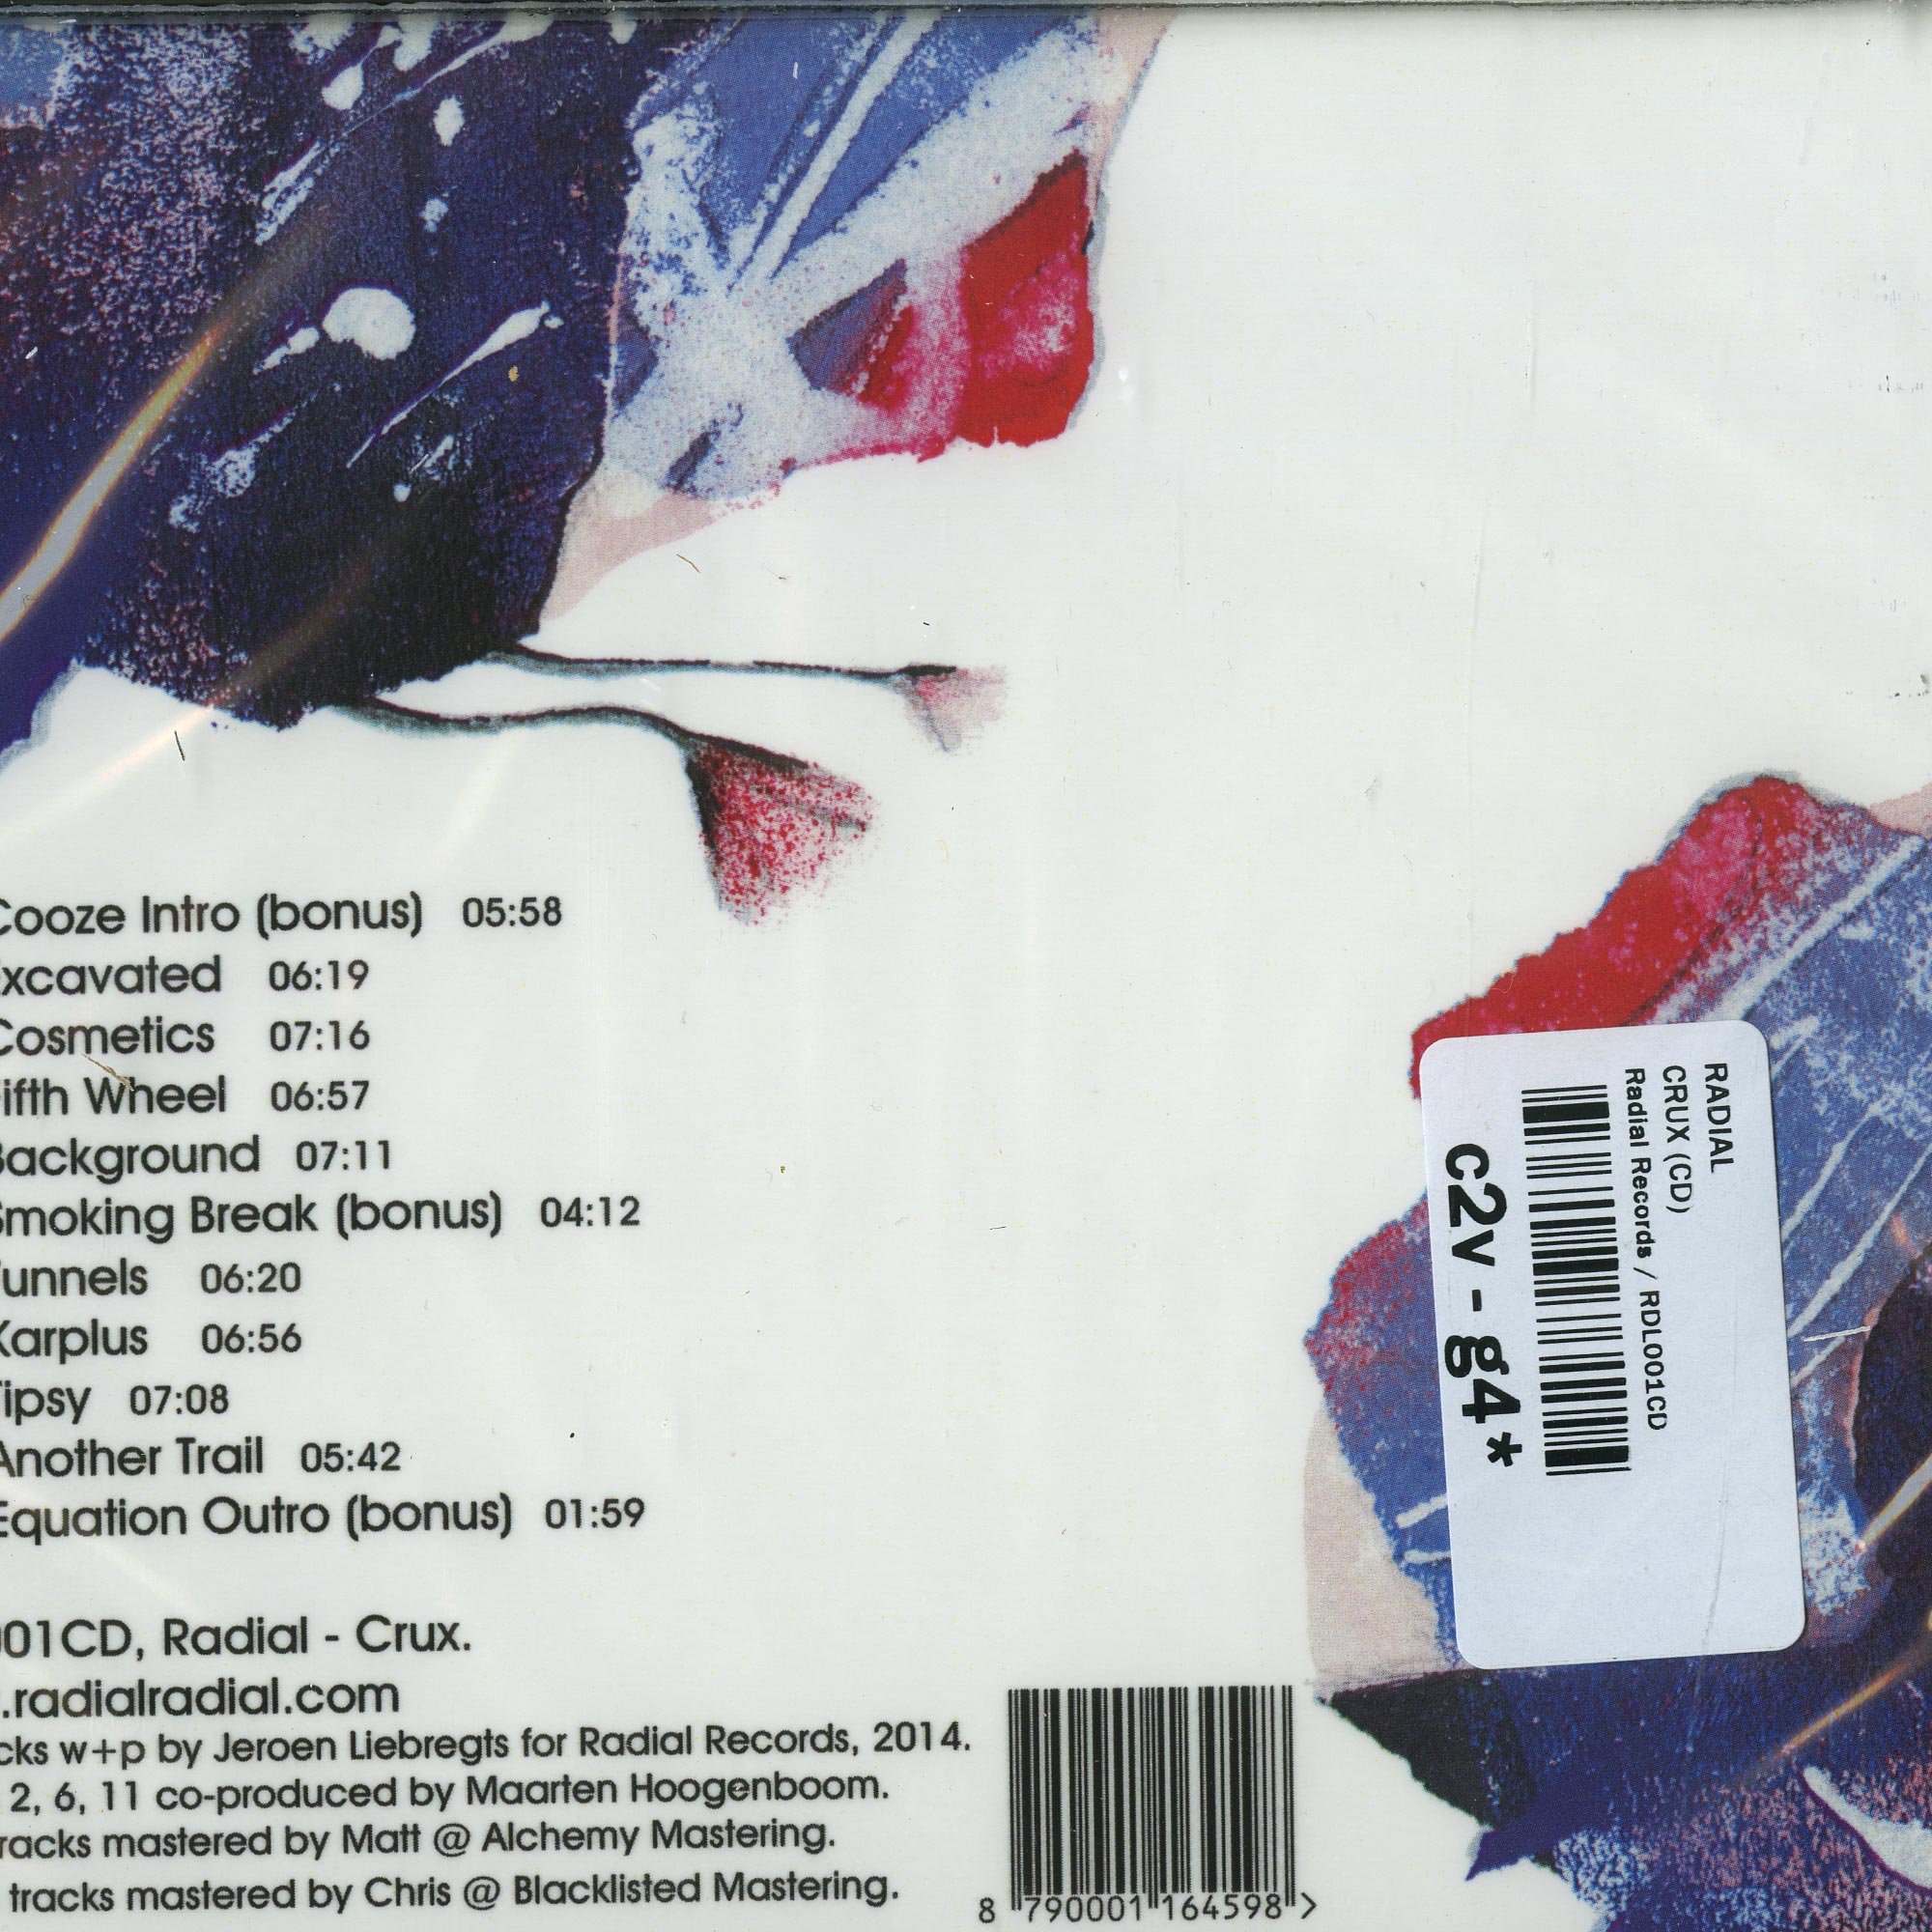 Cooze Intro (bonus) 05:58
xcavated 06:19
Cosmetics 07:16
ifth Wheel 06:57
Background 07:11
Smoking Break (bonus) 04:12
unnels 06:20
Karplus 06:56
ipsy 07:08
Another Trail 05:42
Equation Outro (bonus) 01:59
001CD, Radial - Crux.
.radialradial.com
cks w+p by Jeroen Liebregts for Radial Records, 2014.
2, 6, 11 co-produced by Maarten Hoogenboom.
racks mastered by Matt @ Alchemy Mastering.
tracks mastered by Chris @ Blacklisted Mastering.
8 790001 164598 >
RADIAL
CRUX (CD)
Radial Records / RDL001CD
c2v - g4*